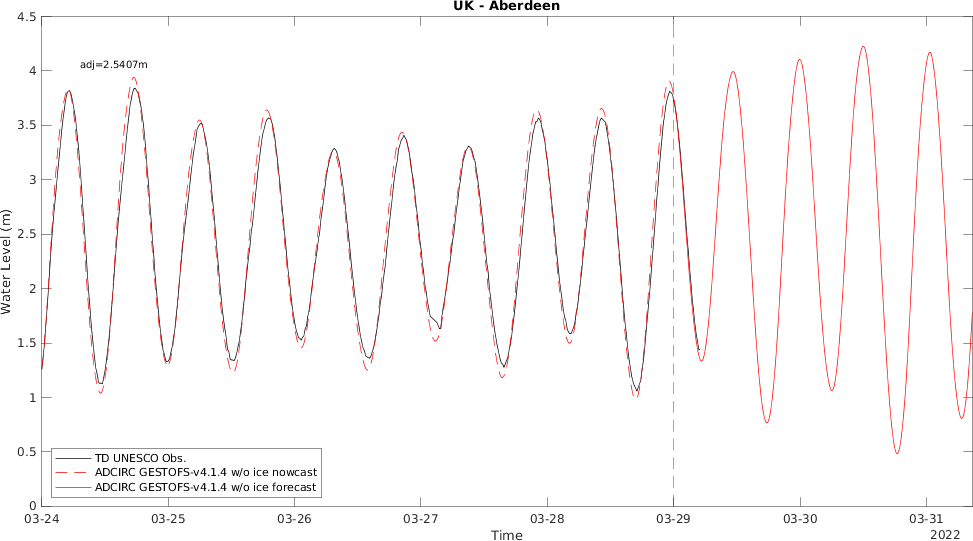 UK - Aberdeen
4.5
4
3.5
3
2.5
2
1.5
1
0.5
0
Water Level (m)
adj=2.5407m
TD UNESCO Obs.
ADCIRC GESTOFS-v4.1.4 w/o ice nowcast
ADCIRC GESTOFS-v4.1.4 w/o ice forecast
03-24 03-25 03-26 03-27 03-28 03-29 03-30 03-31
Time
2022